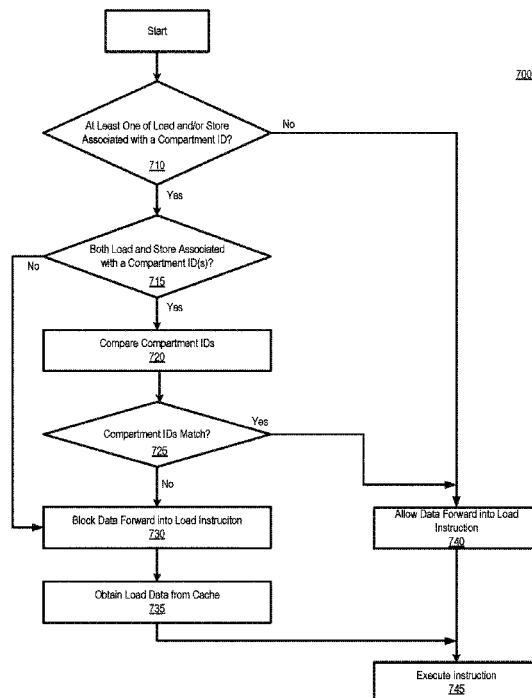 Start
700
At Least One of Load and/or Store
Associated with a Compartment ID?
710
No
Yes
Both Load and Store Associated
with a Compartment ID(s)?
715
No
Yes
Compare Compartment IDs
720
Compartment IDs Match?
725
Yes
No
Block Data Forward into Load Instruciton
730
Allow Data Forward into Load
Instruction
740
Obtain Load Data from Cache
735
Execute Instruction
745